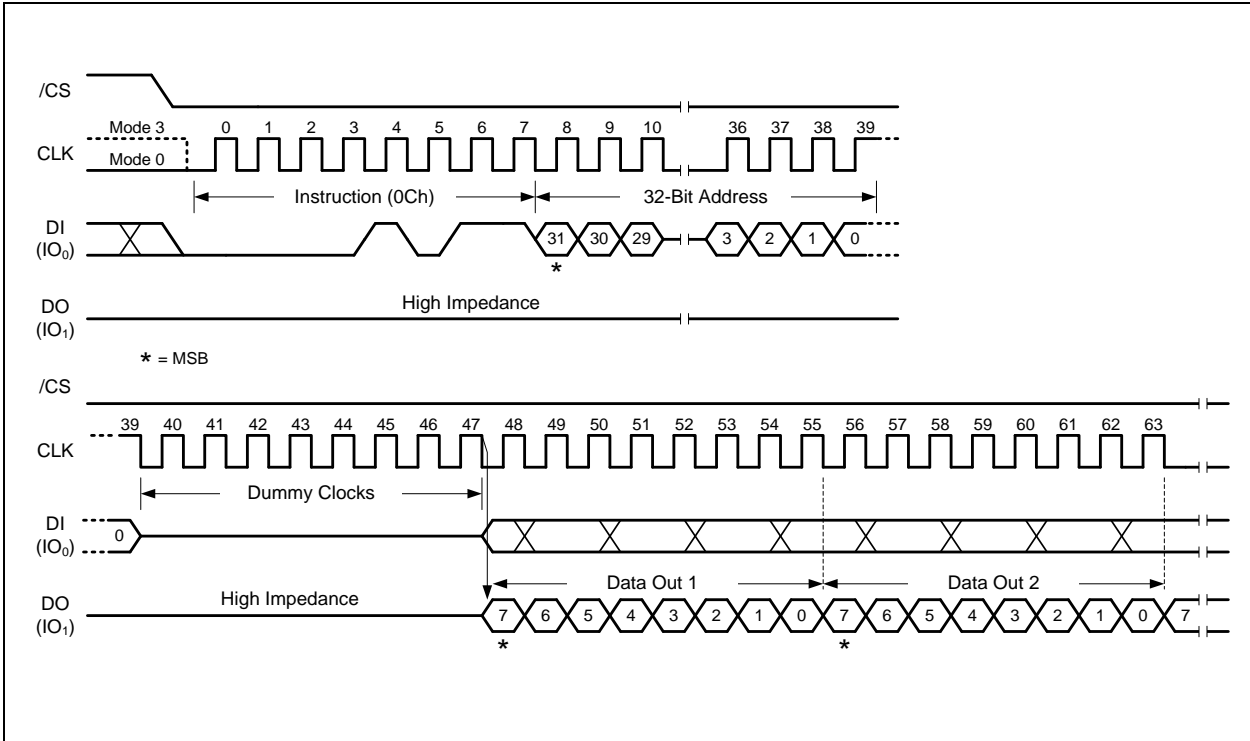 /CS
Mode 3 0 1 2 3 4 5 6 7 8 9 10 36 37 38 39
CLK
Mode 0
Instruction (0Ch) 32-Bit Address
DI
(IO0) 31 30 29 3 2 1 0
*
High Impedance
DO
(IO1)
* = MSB
/CS
39 40 41 42 43 44 45 46 47 48 49 50 51 52 53 54 55 56 57 58 59 60 61 62 63
CLK
Dummy Clocks
DI
(IO0) 0
Data Out 1 Data Out 2
High Impedance
DO
(IO1) 7 6 5 4 3 2 1 0 7 6 5 4 3 2 1 0 7
* *